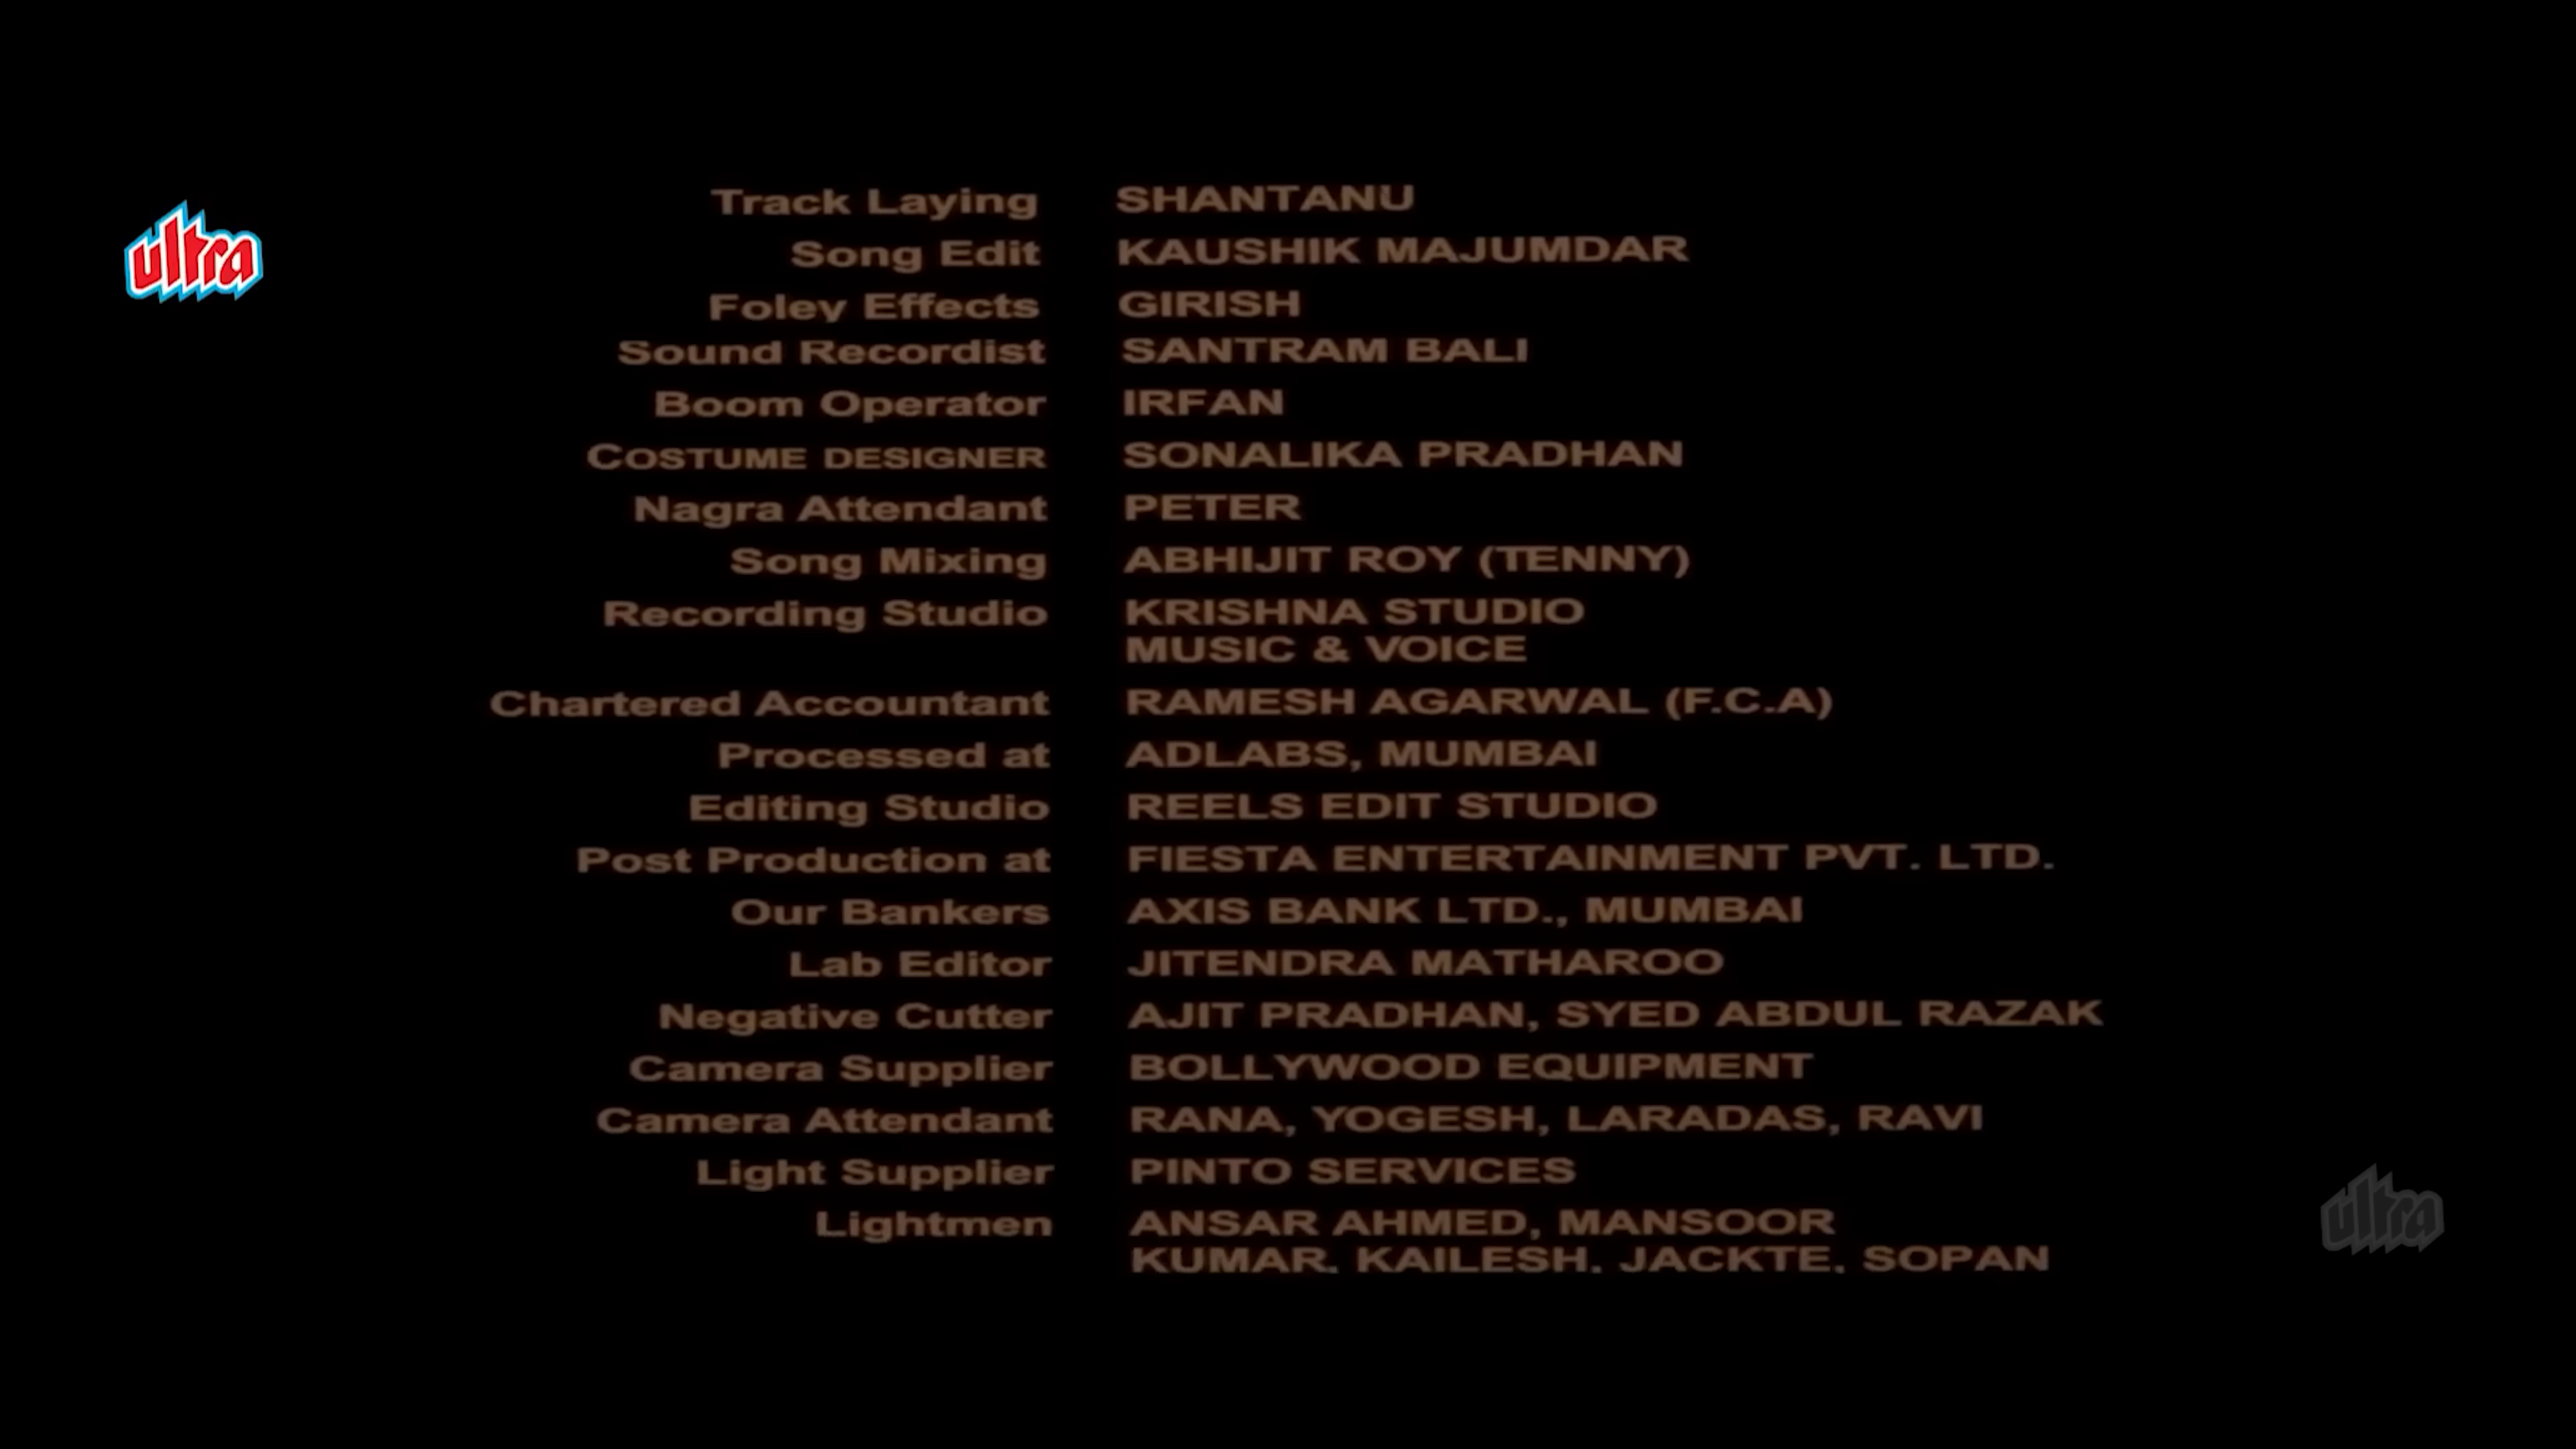 Track Laying SHANTANU
ultra
Song Edit KAUSHIK MAJUMDAR
Foley Effects GIRISH
Sound Recordist SANTRAM BALI
Boom Operator IRFAN
COSTUME DESIGNER SONALIKA PRADHAN
Nagra Attendant PETER
Song Mixing ABHIJIT ROY (TENNY)
Recording Studio KRISHNA STUDIO
MUSIC & VOICE
Chartered Accountant RAMESH AGARWAL (F.C.A)
Processed at ADLABS, MUMBAI
Editing Studio REELS EDIT STUDIO
Post Production at FIESTA ENTERTAINMENT PVT. LTD.
Our Bankers AXIS BANK LTD., MUMBAI
Lab Editor JITENDRA MATHAROO
Negative Cutter AJIT PRADHAN, SYED ABDUL RAZAK
Camera Supplier BOLLYWOOD EQUIPMENT
Camera Attendant RANA, YOGESH, LARADAS, RAVI
Light Supplier PINTO SERVICES
ultra
Lightmen ANSAR AHMED, MANSOOR
KUMAR, KAILESH, JACKTE, SOPAN